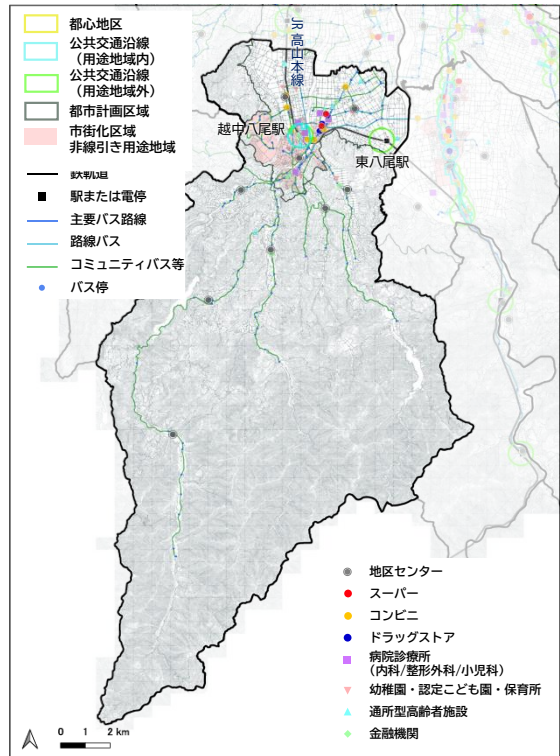 都心地区
公共交通沿線
(用途地域内)
公共交通沿線
(用途地域外)
都市計画区域
市街化区域
非線引き用途地域
鉄軌道
駅または電停
主要バス路線
路線バス
コミュニティバス等
バス停
JR 高山本線
越中八尾駅
東八尾駅
地区センター
スーパー
コンビニ
ドラッグストア
病院診療所
(内科/整形外科/小児科)
幼稚園・認定こども園・保育所
通所型高齢者施設
金融機関
0 1 2 km